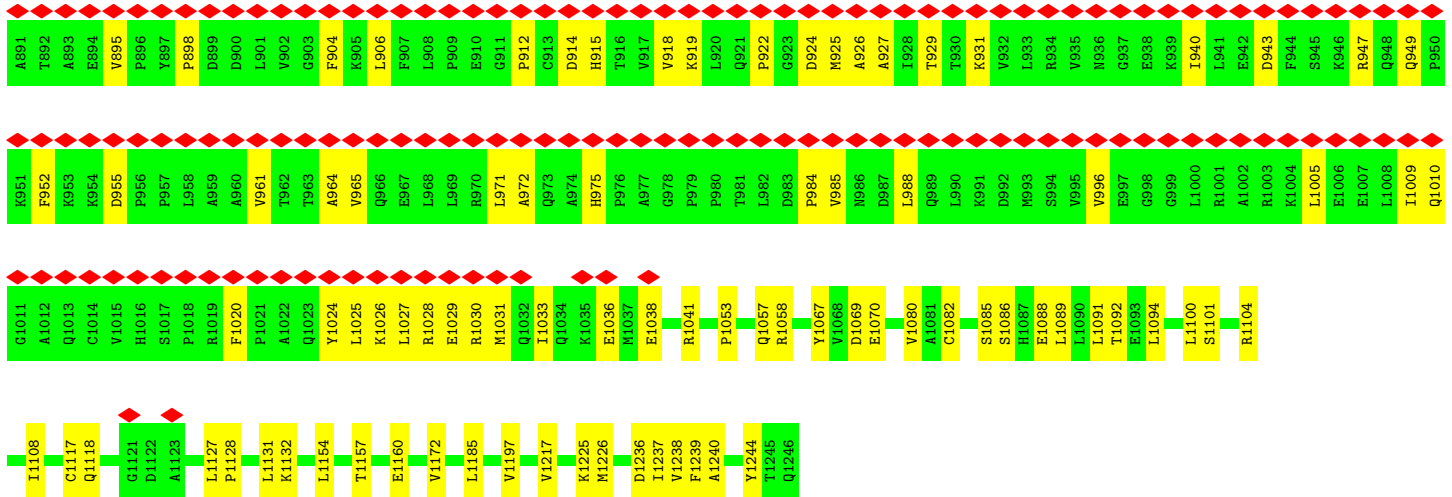 A891 T892 A893 E894 V895 P896 Y897 P898 D899 D900 L901 V902 G903 F904 K905 L906 F907 L908 P909 E910 G911 P912 C913 D914 H915 T916 V917 V918 K919 L920 Q921 P922 G923 D924 M925 A926 A927 I928 T929 T930 K931 V932 L933 R934 V935 N936 G937 E938 K939 I940 L941 E942 D943 F944 S945 K946 R947 Q948 Q949 P950
K951 F952 K953 K954 D955 P956 P957 L958 A959 A960 V961 T962 T963 A964 V965 Q966 E967 L968 L969 R970 L971 A972 Q973 A974 H975 P976 A977 G978 P979 P980 T981 L982 D983 P984 V985 N986 D987 L988 Q989 L990 K991 D992 M993 S994 V995 V996 E997 G998 G999 L1000 R1001 A1002 R1003 K1004 L1005 E1006 E1007 L1008 I1009 Q1010
G1011 A1012 Q1013 C1014 V1015 H1016 S1017 P1018 R1019 F1020 P1021 A1022 Q1023 Y1024 L1025 K1026 L1027 R1028 E1029 R1030 M1031 Q1032 I1033 Q1034 K1035 E1036 M1037 E1038 R1041 P1053 Q1057 R1058 Y1067 V1068 D1069 E1070 V1080 A1081 C1082 S1085 S1086 H1087 E1088 L1089 L1090 L1091 T1092 E1093 L1094 L1100 S1101 R1104
I1108 C1117 Q1118 G1121 D1122 A1123 L1127 P1128 L1131 K1132 L1154 T1157 E1160 V1172 L1185 V1197 V1217 K1225 M1226 D1236 I1237 V1238 F1239 A1240 Y1244 T1245 Q1246